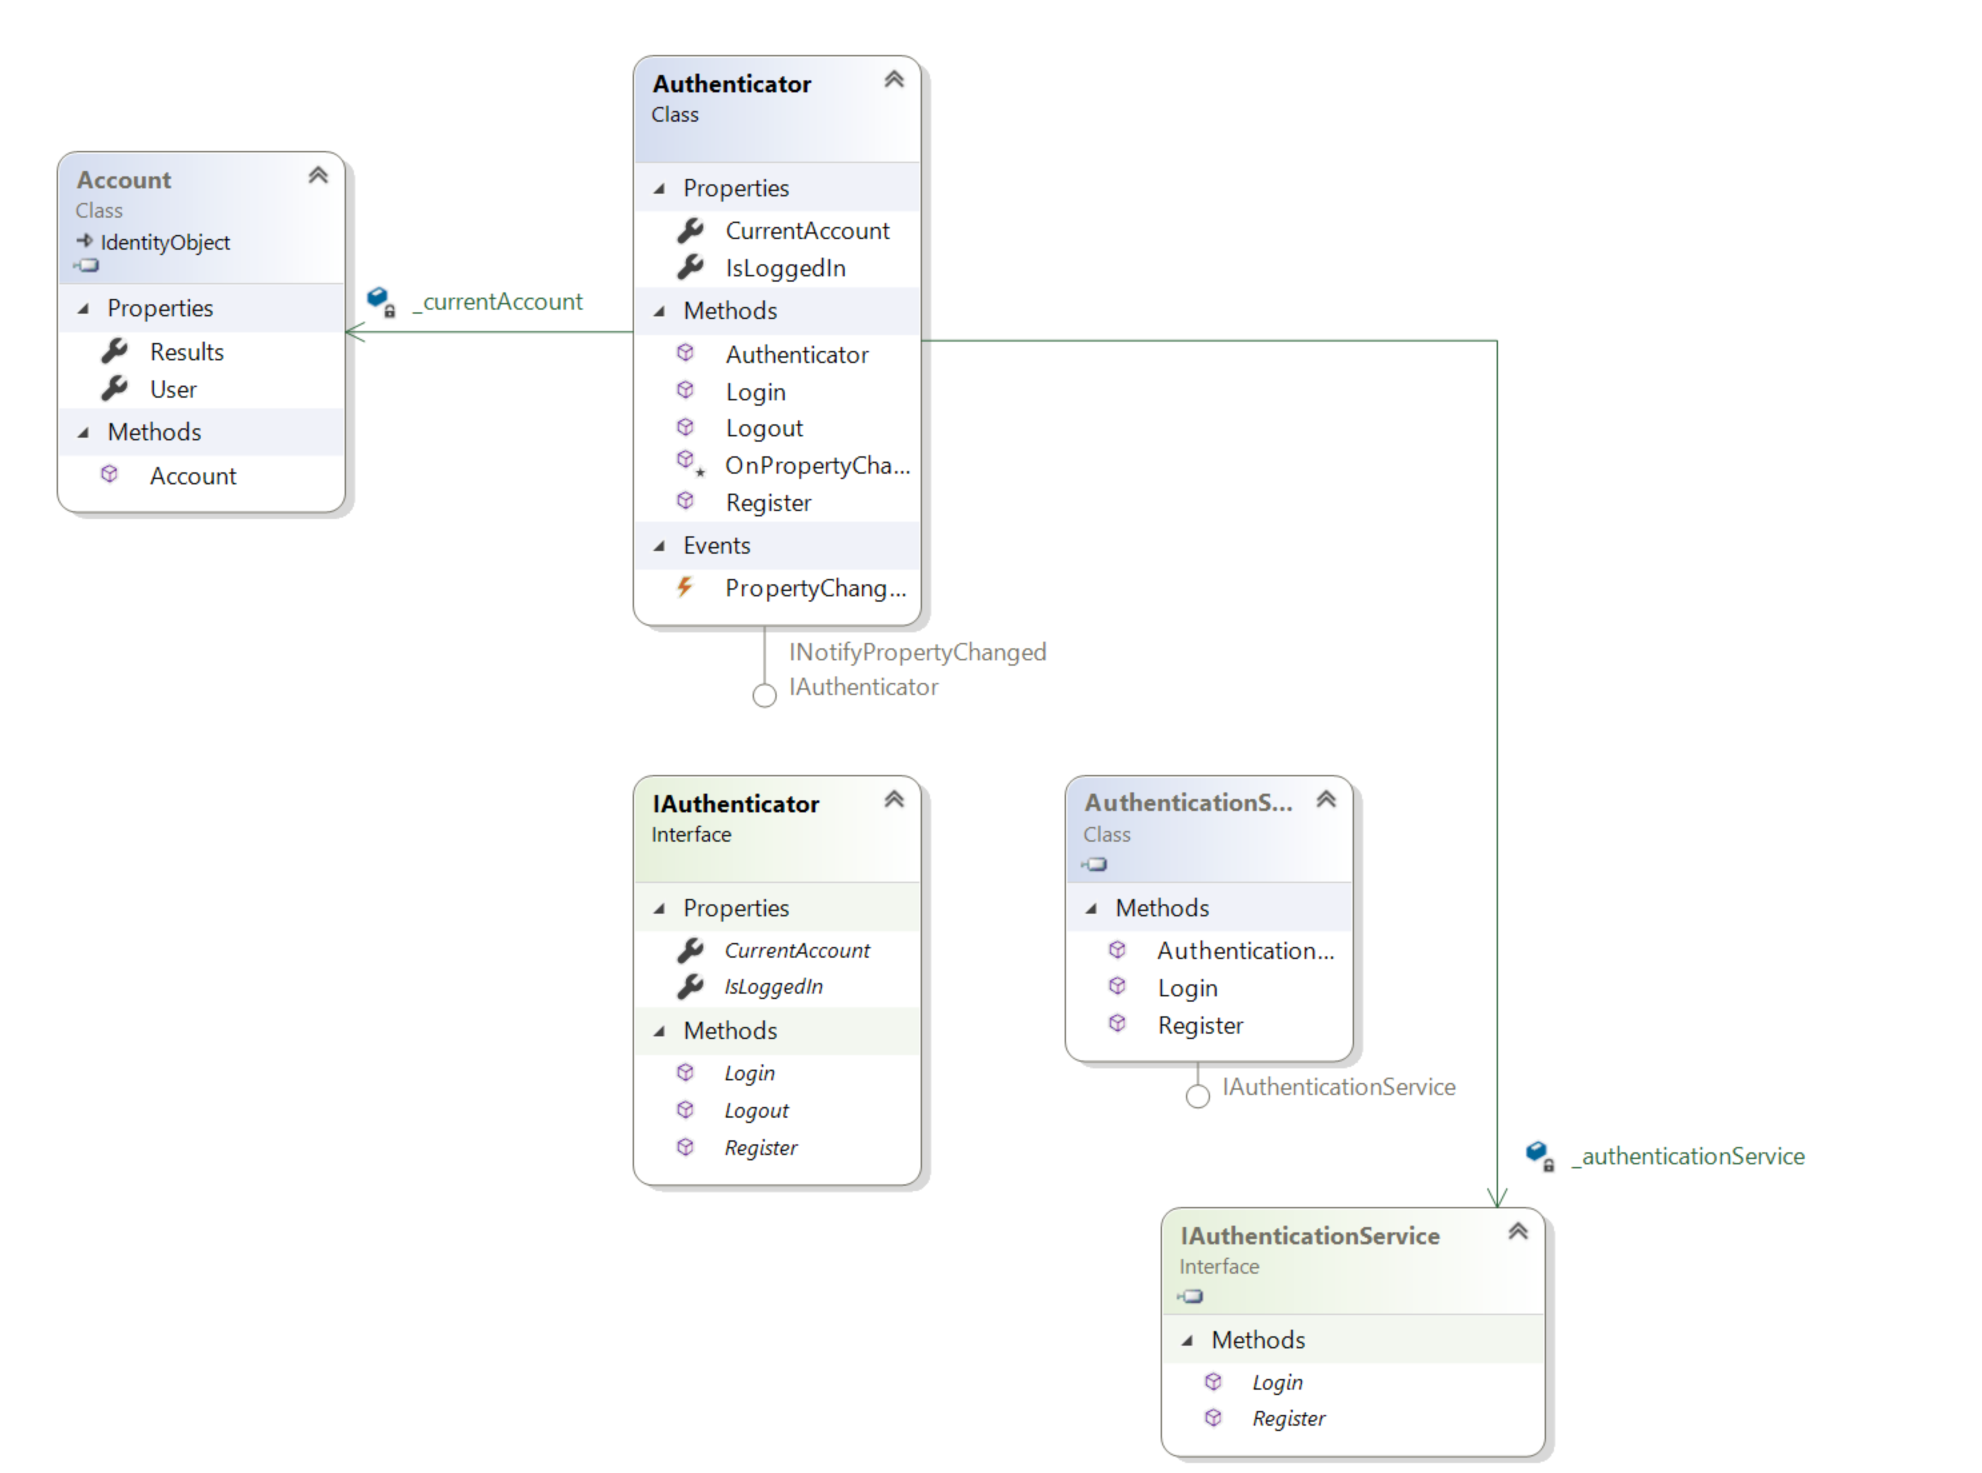 Authenticator
Class
Properties
CurrentAccount
IsLoggedIn
Methods
Authenticator
Login
Logout
OnPropertyCha...
Register
Events
PropertyChang...
INotifyPropertyChanged
IAuthenticator
Account
Class
IdentityObject
Properties
Results
User
Methods
Account
_currentAccount
IAuthenticator
Interface
Properties
CurrentAccount
IsLoggedIn
Methods
Login
Logout
Register
AuthenticationS...
Class
Methods
Authentication...
Login
Register
IAuthenticationService
_authenticationService
IAuthenticationService
Interface
Methods
Login
Register